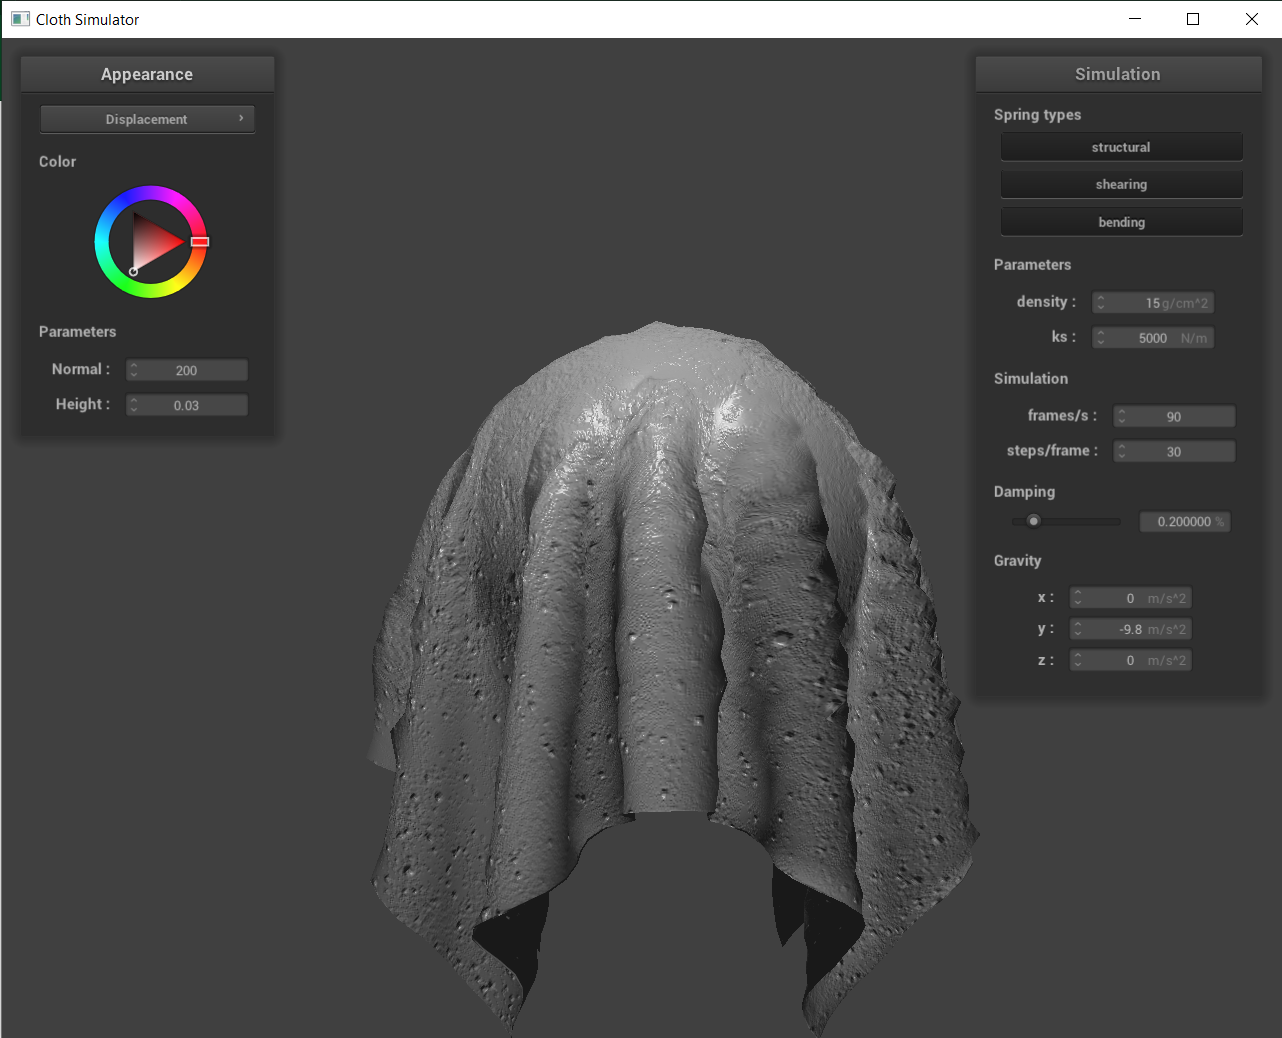 Cloth Simulator
Appearance
Displacement
Color
Parameters
Normal : 200
Height : 0.03
Simulation
Spring types
structural
shearing
bending
Parameters
density : 15 g/cm^2
ks : 5000 N/m
Simulation
frames/s : 90
steps/frame : 30
Damping
0.200000 %
Gravity
x : 0 m/s^2
y : -9.8 m/s^2
z : 0 m/s^2